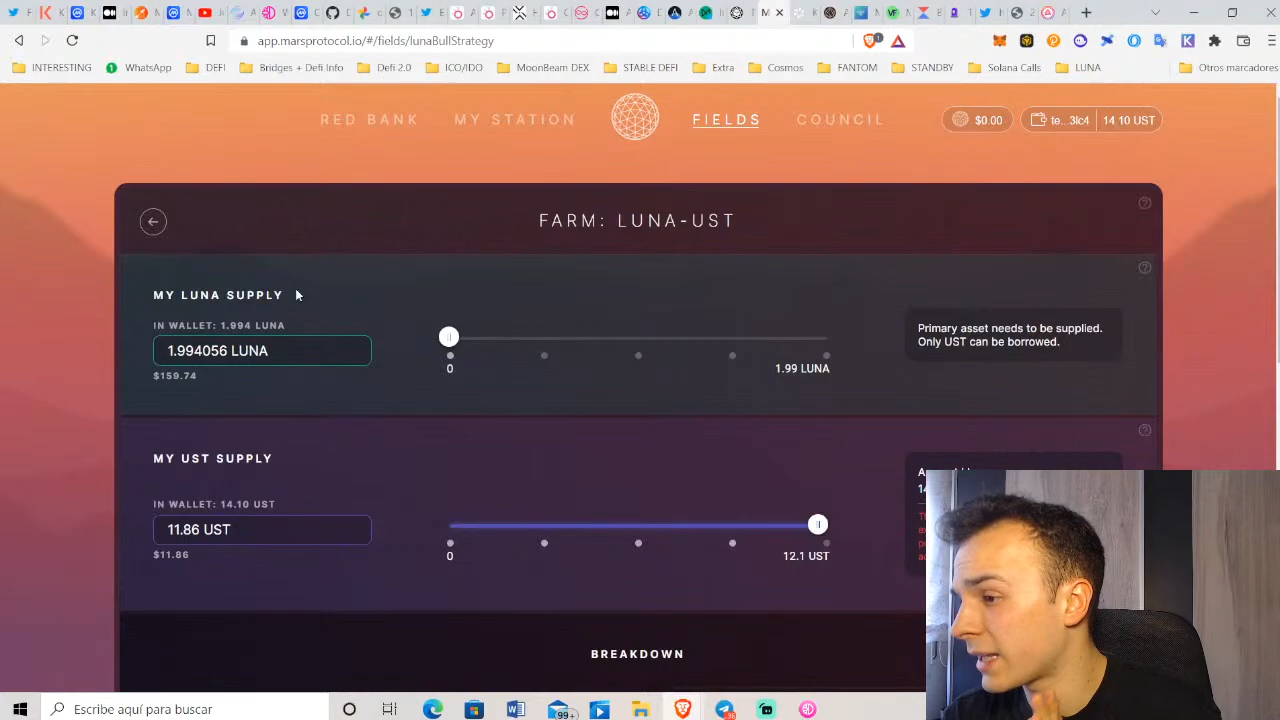 app.marsprotocol.io/#/fields/lunaBullStrategy
INTERESTING WhatsApp DEFI Bridges + Defi Info Defi 2.0 ICO/IDO MoonBeam DEX STABLE DEFI Extra Cosmos FANTOM STANDBY Solana Calls LUNA Otros marcadores
RED BANK MY STATION FIELDS COUNCIL $0.00 te...3lc4 14.10 UST
FARM: LUNA-UST
MY LUNA SUPPLY
IN WALLET: 1.994 LUNA
1.994056 LUNA
$159.74
0 1.99 LUNA
Primary asset needs to be supplied.
Only UST can be borrowed.
MY UST SUPPLY
IN WALLET: 14.10 UST
11.86 UST
$11.86
0 12.1 UST
BREAKDOWN
Escribe aquí para buscar
99+
36